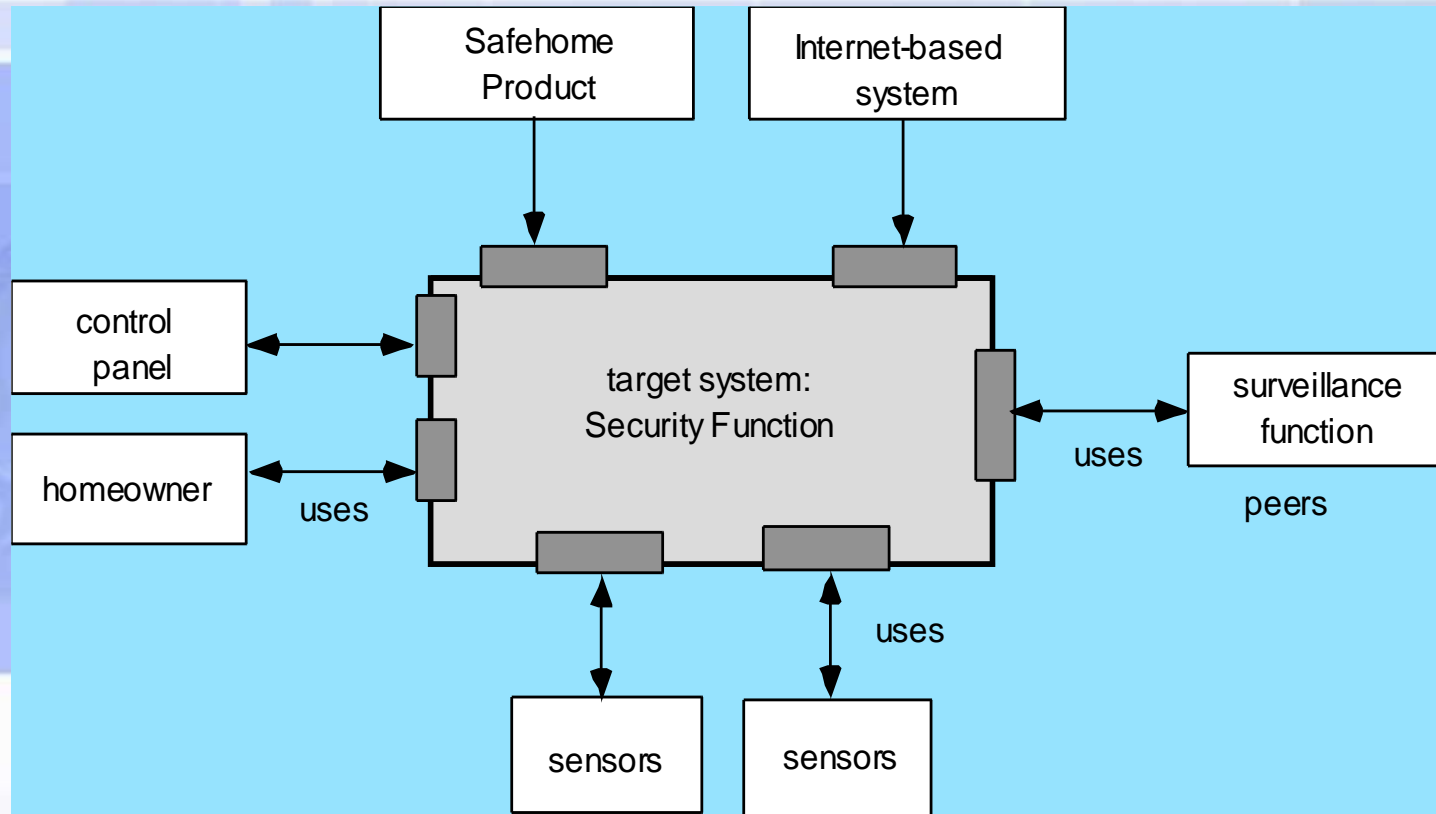 Safehome
Product
Internet-based
system
control
panel
target system:
Security Function
surveillance
function
homeowner
uses
uses
peers
uses
sensors
sensors